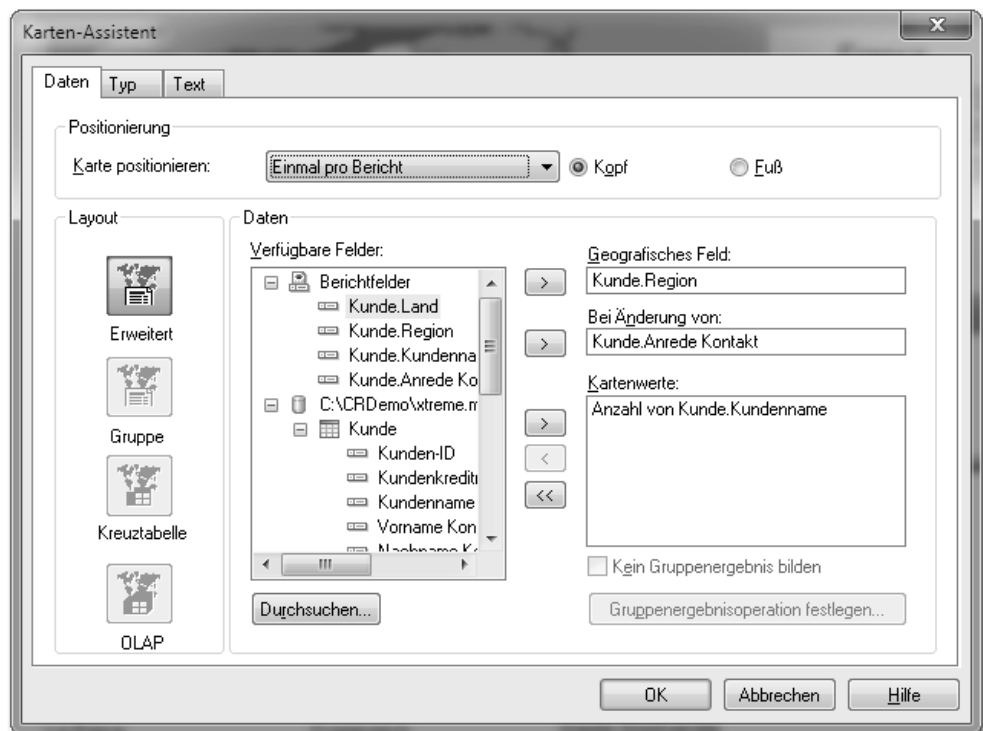 Karten-Assistent
Daten Typ Text
Positionierung
Karte positionieren: Einmal pro Bericht Kopf Fuß
Layout
Erweitert
Gruppe
Kreuztabelle
OLAP
Daten
Verfügbare Felder:
Berichtfelder
Kunde.Land
Kunde.Region
Kunde.Kundenna
Kunde.Anrede Ko
C:\CRDemo\xtreme.m
Kunde
Kunden-ID
Kundenkredit
Kundenname
Vorname Kon
Nachname K
Durchsuchen...
>
Geografisches Feld:
Kunde.Region
Bei Änderung von:
>
Kunde.Anrede Kontakt
Kartenwerte:
>
<
<<
Anzahl von Kunde.Kundenname
Kein Gruppenergebnis bilden
Gruppenergebnisoperation festlegen...
OK Abbrechen Hilfe